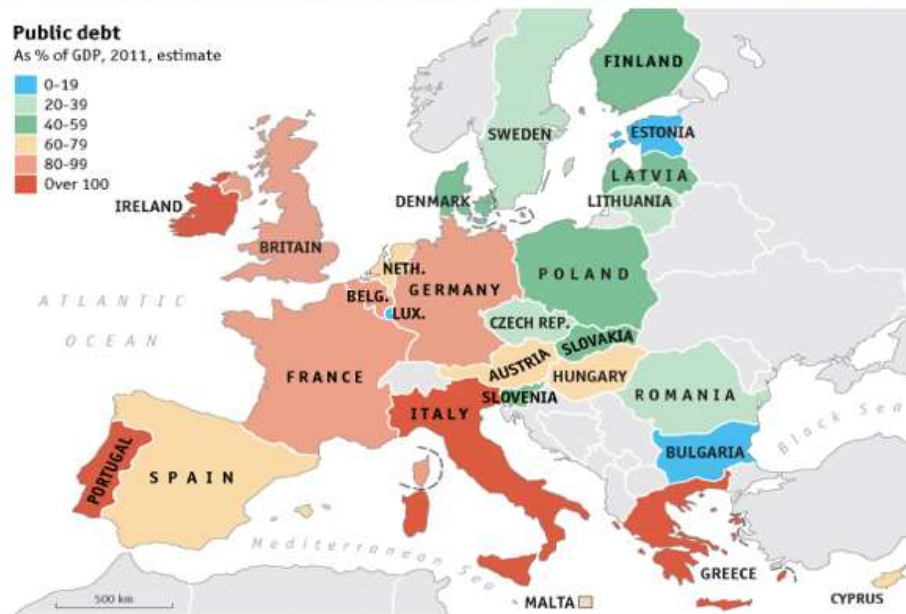 Public debt
As % of GDP, 2011, estimate
0–19
20–39
40–59
60–79
80–99
Over 100
FINLAND
SWEDEN
ESTONIA
LATVIA
LITHUANIA
DENMARK
IRELAND
BRITAIN
NETH.
BELG.
GERMANY
POLAND
LUX.
CZECH REP.
SLOVAKIA
ATLANTIC
OCEAN
FRANCE
AUSTRIA
HUNGARY
SLOVENIA
ROMANIA
ITALY
BULGARIA
Black Sea
PORTUGAL
SPAIN
Mediterranean Sea
GREECE
500 km
MALTA
CYPRUS